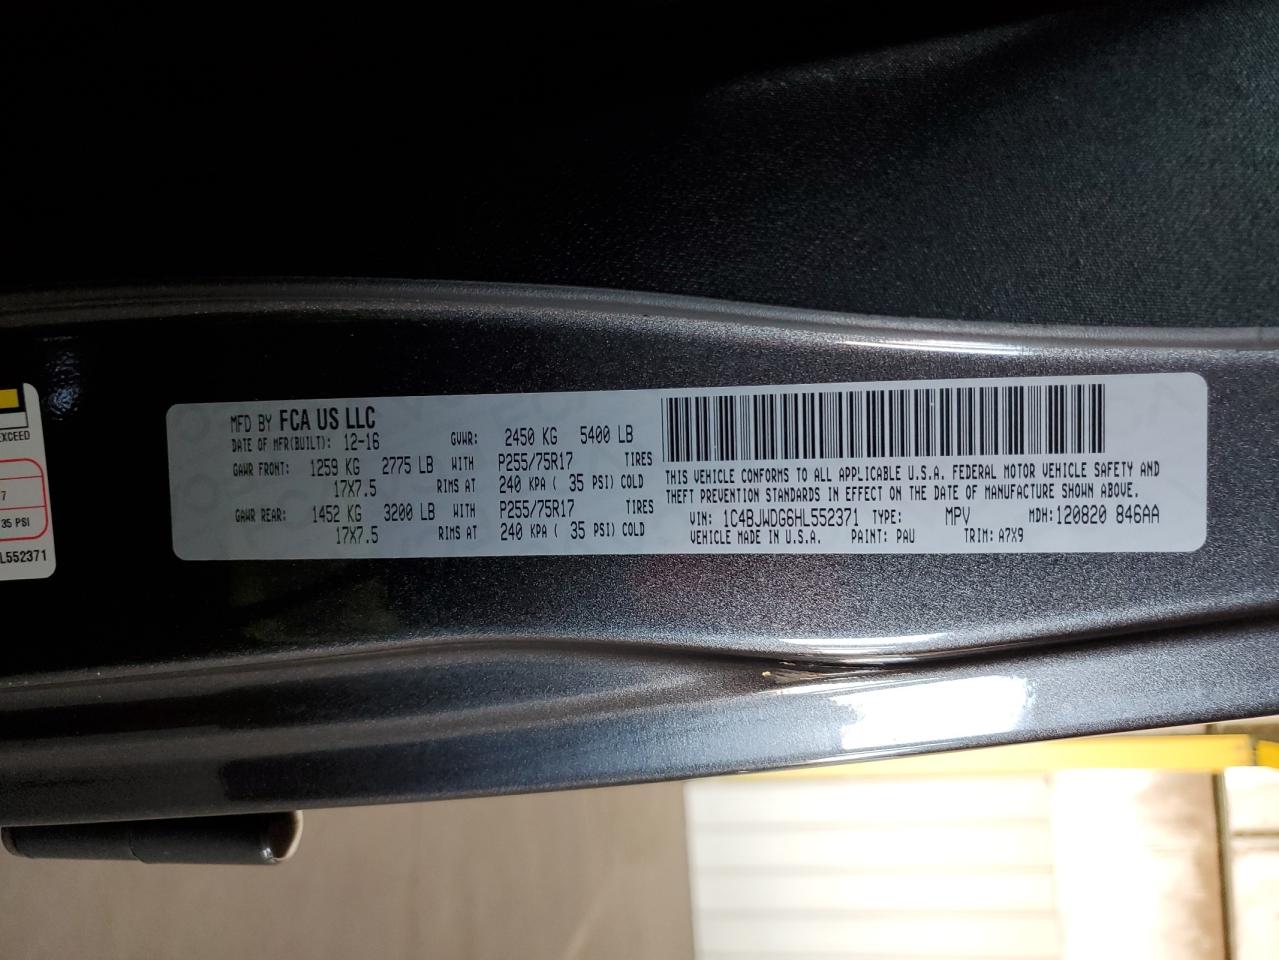 MFD BY FCA US LLC
DATE OF MFR(BUILT): 12-16 GVWR: 2450 KG 5400 LB
GAWR FRONT: 1259 KG 2775 LB WITH P255/75R17 TIRES
17X7.5 RIMS AT 240 KPA ( 35 PSI) COLD
GAWR REAR: 1452 KG 3200 LB WITH P255/75R17 TIRES
17X7.5 RIMS AT 240 KPA ( 35 PSI) COLD
THIS VEHICLE CONFORMS TO ALL APPLICABLE U.S.A. FEDERAL MOTOR VEHICLE SAFETY AND
THEFT PREVENTION STANDARDS IN EFFECT ON THE DATE OF MANUFACTURE SHOWN ABOVE.
VIN: 1C4BJWDG6HL552371 TYPE: MPV MDH:120820 846AA
VEHICLE MADE IN U.S.A. PAINT: PAU TRIM: A7X9
EXCEED
7
35 PSI
L552371